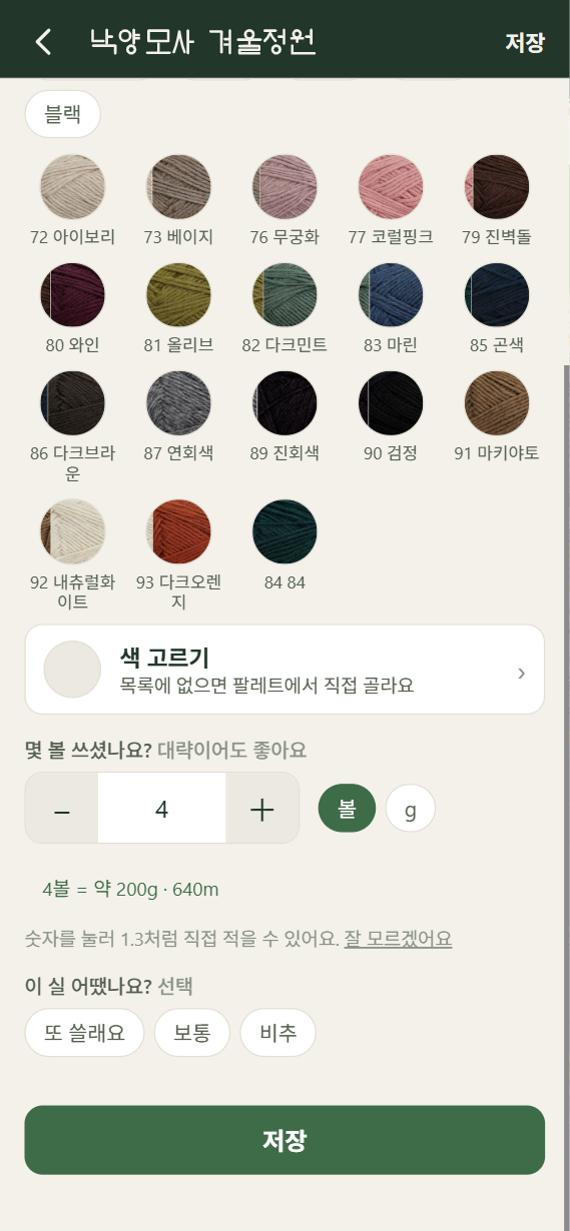 낙양모사 겨울정원
저장
블랙
72 아이보리
73 베이지
76 무궁화
77 코럴핑크
79 진벽돌
80 와인
81 올리브
82 다크민트
83 마린
85 곤색
86 다크브라
운
87 연회색
89 진회색
90 검정
91 마키야토
92 내츄럴화
이트
93 다크오렌
지
84 84
색 고르기
목록에 없으면 팔레트에서 직접 골라요
›
몇 볼 쓰셨나요? 대략이어도 좋아요
− 4 +
볼
g
4볼 = 약 200g · 640m
숫자를 눌러 1.3처럼 직접 적을 수 있어요. 잘 모르겠어요
이 실 어땠나요? 선택
또 쓸래요
보통
비추
저장